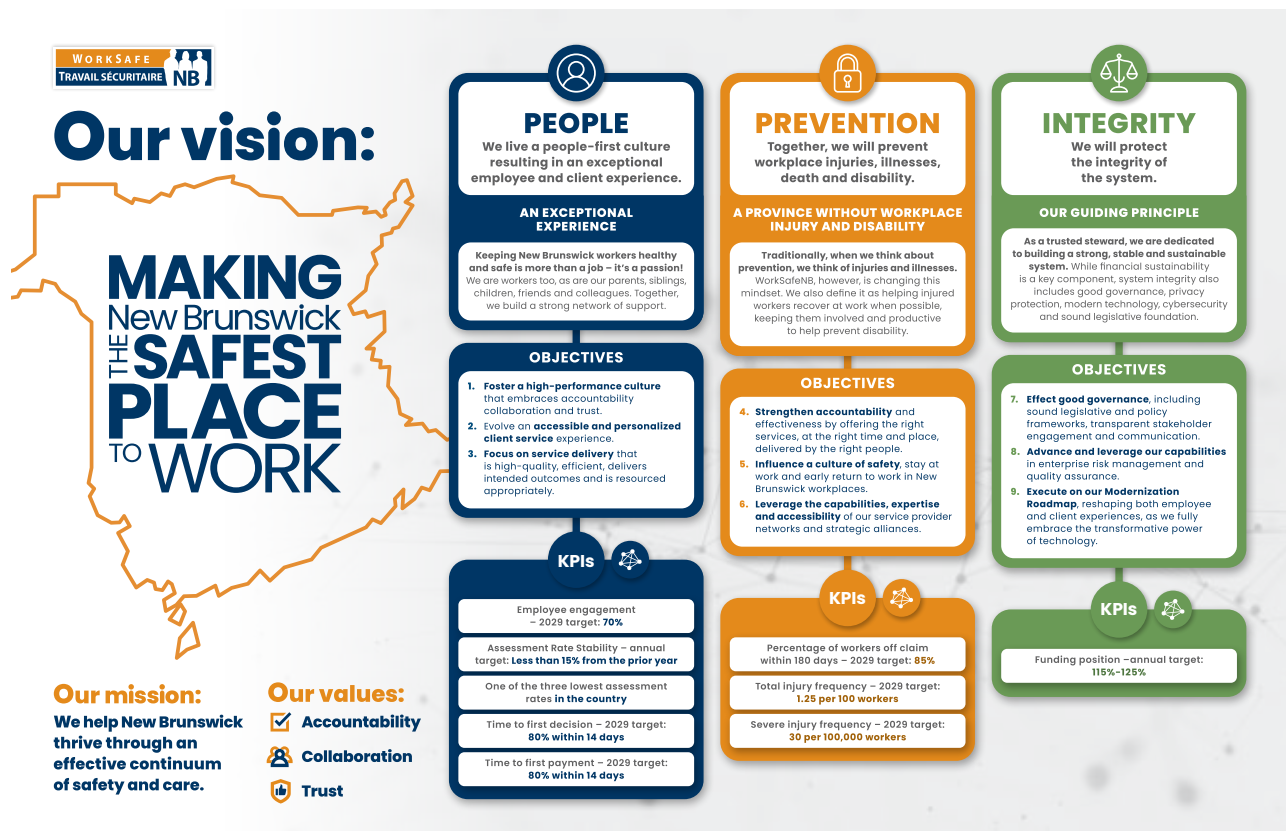 WORKSAFE
TRAVAIL SÉCURITAIRE NB
Our vision:
MAKING
New Brunswick
THE SAFEST
PLACE
TO WORK
Our mission:
We help New Brunswick
thrive through an
effective continuum
of safety and care.
Our values:
Accountability
Collaboration
Trust
PEOPLE
We live a people-first culture
resulting in an exceptional
employee and client experience.
AN EXCEPTIONAL
EXPERIENCE
Keeping New Brunswick workers healthy
and safe is more than a job – it's a passion!
We are workers too, as are our parents, siblings,
children, friends and colleagues. Together,
we build a strong network of support.
OBJECTIVES
1. Foster a high-performance culture
that embraces accountability
collaboration and trust.
2. Evolve an accessible and personalized
client service experience.
3. Focus on service delivery that
is high-quality, efficient, delivers
intended outcomes and is resourced
appropriately.
KPIs
Employee engagement
– 2029 target: 70%
Assessment Rate Stability – annual
target: Less than 15% from the prior year
One of the three lowest assessment
rates in the country
Time to first decision – 2029 target:
80% within 14 days
Time to first payment – 2029 target:
80% within 14 days
PREVENTION
Together, we will prevent
workplace injuries, illnesses,
death and disability.
A PROVINCE WITHOUT WORKPLACE
INJURY AND DISABILITY
Traditionally, when we think about
prevention, we think of injuries and illnesses.
WorkSafeNB, however, is changing this
mindset. We also define it as helping injured
workers recover at work when possible,
keeping them involved and productive
to help prevent disability.
OBJECTIVES
4. Strengthen accountability and
effectiveness by offering the right
services, at the right time and place,
delivered by the right people.
5. Influence a culture of safety, stay at
work and early return to work in New
Brunswick workplaces.
6. Leverage the capabilities, expertise
and accessibility of our service provider
networks and strategic alliances.
KPIs
Percentage of workers off claim
within 180 days – 2029 target: 85%
Total injury frequency – 2029 target:
1.25 per 100 workers
Severe injury frequency – 2029 target:
30 per 100,000 workers
INTEGRITY
We will protect
the integrity of
the system.
OUR GUIDING PRINCIPLE
As a trusted steward, we are dedicated
to building a strong, stable and sustainable
system. While financial sustainability
is a key component, system integrity also
includes good governance, privacy
protection, modern technology, cybersecurity
and sound legislative foundation.
OBJECTIVES
7. Effect good governance, including
sound legislative and policy
frameworks, transparent stakeholder
engagement and communication.
8. Advance and leverage our capabilities
in enterprise risk management and
quality assurance.
9. Execute on our Modernization
Roadmap, reshaping both employee
and client experiences, as we fully
embrace the transformative power
of technology.
KPIs
Funding position –annual target:
115%-125%